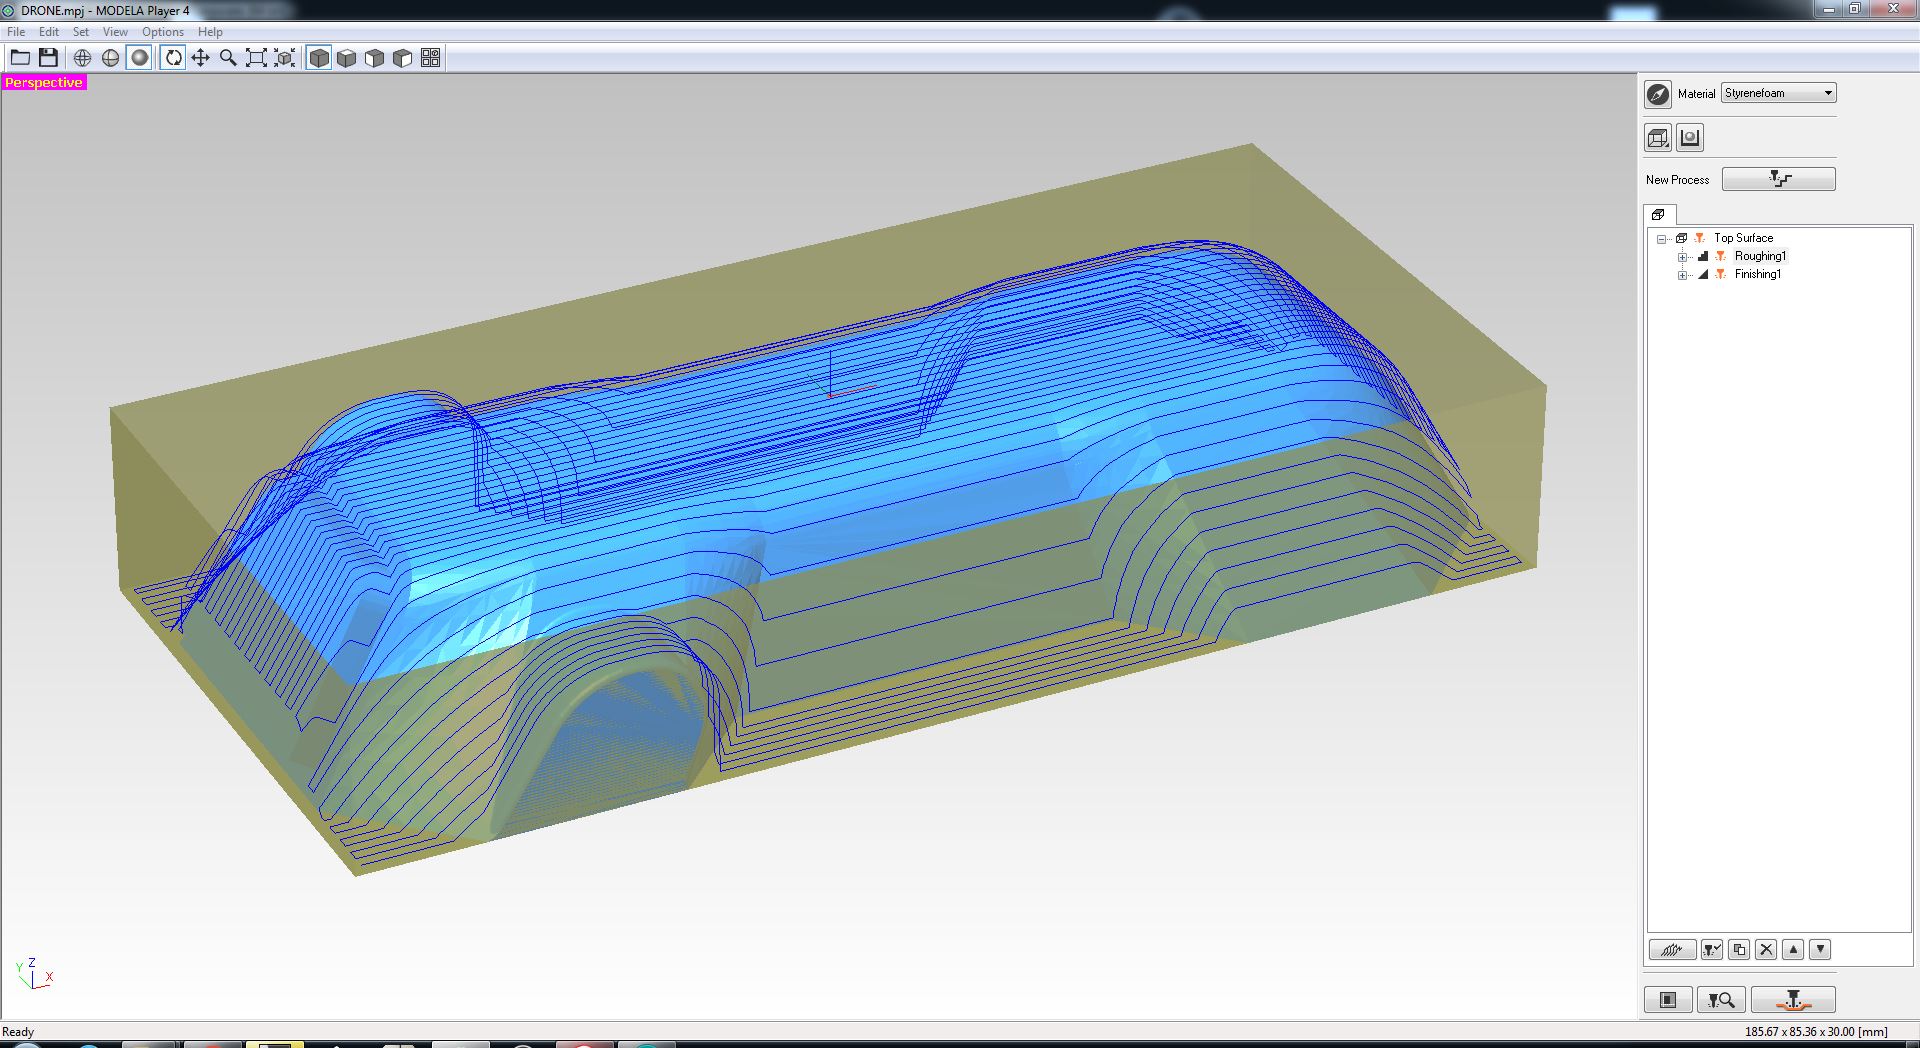 DRONE.mpj - MODELA Player 4
File Edit Set View Options Help
Perspective
Material Styrenefoam
New Process
Top Surface
Roughing1
Finishing1
Y Z X
Ready
185.67 x 85.36 x 30.00 [mm]